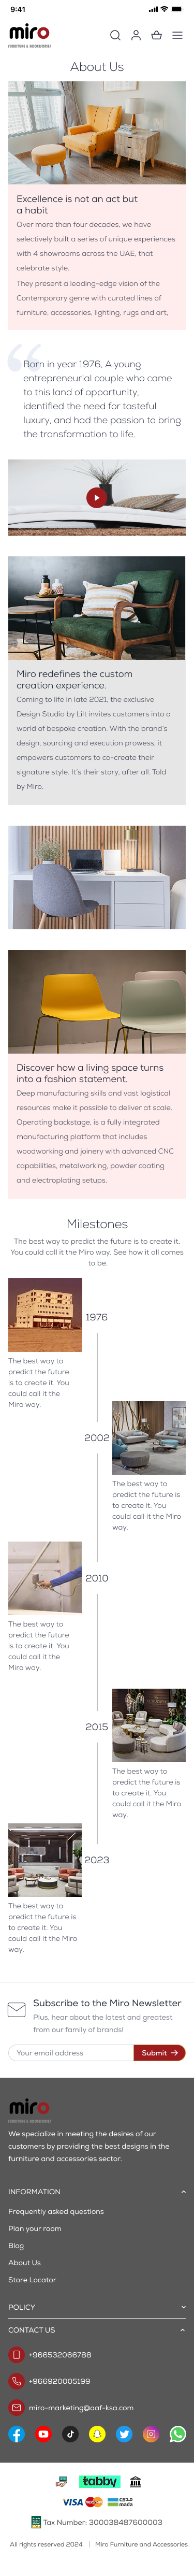 9:41
miro
FURNITURE & ACCESSORIES
About Us
Excellence is not an act but
a habit
Over more than four decades, we have
selectively built a series of unique experiences
with 4 showrooms across the UAE, that
celebrate style.
They present a leading-edge vision of the
Contemporary genre with curated lines of
furniture, accessories, lighting, rugs and art,
“
Born in year 1976, A young
entrepreneurial couple who came
to this land of opportunity,
identified the need for tasteful
luxury, and had the passion to bring
the transformation to life.
Miro redefines the custom
creation experience.
Coming to life in late 2021, the exclusive
Design Studio by Lilt invites customers into a
world of bespoke creation. With the brand's
design, sourcing and execution prowess, it
empowers customers to co-create their
signature style. It's their story, after all. Told
by Miro.
Discover how a living space turns
into a fashion statement.
Deep manufacturing skills and vast logistical
resources make it possible to deliver at scale.
Operating backstage, is a fully integrated
manufacturing platform that includes
woodworking and joinery with advanced CNC
capabilities, metalworking, powder coating
and electroplating setups.
Milestones
The best way to predict the future is to create it.
You could call it the Miro way. See how it all comes
to be.
1976
The best way to
predict the future
is to create it. You
could call it the
Miro way.
2002
The best way to
predict the future is
to create it. You
could call it the Miro
way.
2010
The best way to
predict the future
is to create it. You
could call it the
Miro way.
2015
The best way to
predict the future is
to create it. You
could call it the Miro
way.
2023
The best way to
predict the future is
to create it. You
could call it the Miro
way.
Subscribe to the Miro Newsletter
Plus, hear about the latest and greatest
from our family of brands!
Your email address
Submit →
miro
FURNITURE & ACCESSORIES
We specialize in meeting the desires of our
customers by providing the best designs in the
furniture and accessories sector.
INFORMATION
Frequently asked questions
Plan your room
Blog
About Us
Store Locator
POLICY
CONTACT US
+966532066788
+966920005199
miro-marketing@aaf-ksa.com
tabby
VISA
mada
Tax Number: 300038487600003
All rights reserved 2024 | Miro Furniture and Accessories